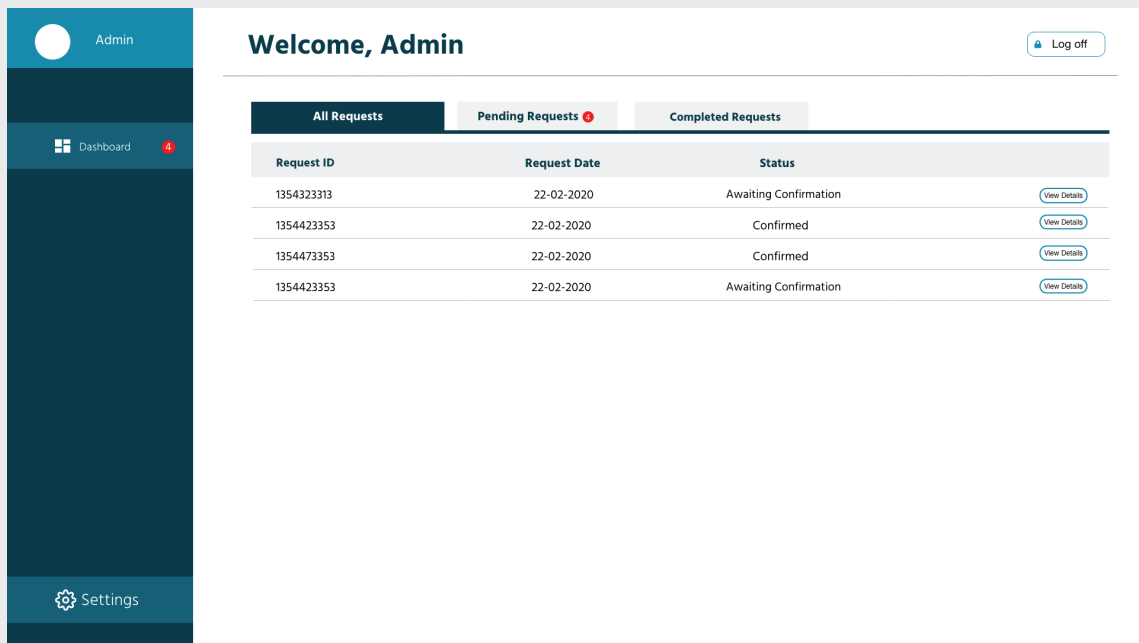 Admin
Welcome, Admin
Log off
Dashboard 4
All Requests Pending Requests 4 Completed Requests
Request ID Request Date Status
1354323313 22-02-2020 Awaiting Confirmation View Details
1354423353 22-02-2020 Confirmed View Details
1354473353 22-02-2020 Confirmed View Details
1354423353 22-02-2020 Awaiting Confirmation View Details
Settings